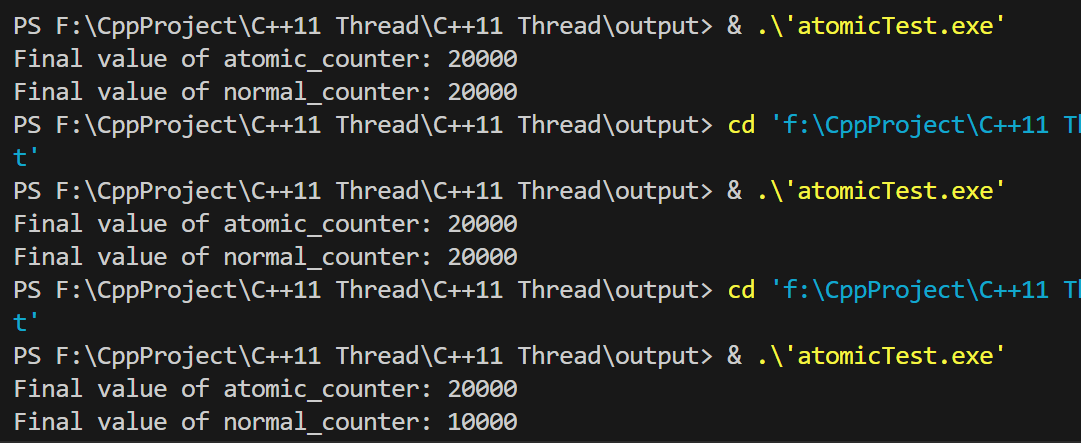 PS F:\CppProject\C++11 Thread\C++11 Thread\output> & .\'atomicTest.exe'
Final value of atomic_counter: 20000
Final value of normal_counter: 20000
PS F:\CppProject\C++11 Thread\C++11 Thread\output> cd 'f:\CppProject\C++11
t'
PS F:\CppProject\C++11 Thread\C++11 Thread\output> & .\'atomicTest.exe'
Final value of atomic_counter: 20000
Final value of normal_counter: 20000
PS F:\CppProject\C++11 Thread\C++11 Thread\output> cd 'f:\CppProject\C++11
t'
PS F:\CppProject\C++11 Thread\C++11 Thread\output> & .\'atomicTest.exe'
Final value of atomic_counter: 20000
Final value of normal_counter: 10000